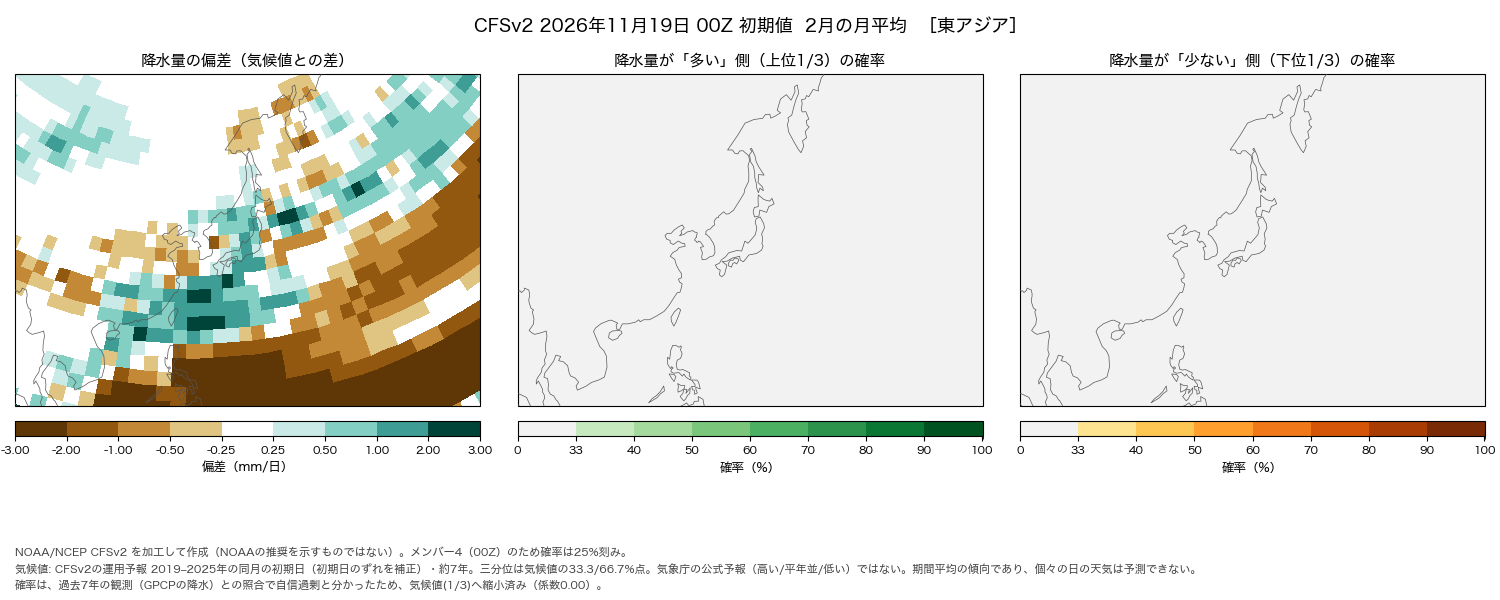 CFSv2 2026年11月19日 00Z 初期値 2月の月平均 ［東アジア］
降水量の偏差（気候値との差）
降水量が「多い」側（上位1/3）の確率
降水量が「少ない」側（下位1/3）の確率
-3.00 -2.00 -1.00 -0.50 -0.25 0.25 0.50 1.00 2.00 3.00
偏差（mm/日）
0 33 40 50 60 70 80 90 100
確率（%）
0 33 40 50 60 70 80 90 100
確率（%）
NOAA/NCEP CFSv2 を加工して作成（NOAAの推奨を示すものではない）。メンバー4（00Z）のため確率は25%刻み。
気候値: CFSv2の運用予報 2019–2025年の同月の初期日（初期日のずれを補正）・約7年。三分位は気候値の33.3/66.7%点。気象庁の公式予報（高い/平年並/低い）ではない。期間平均の傾向であり、個々の日の天気は予測できない。
確率は、過去7年の観測（GPCPの降水）との照合で自信過剰と分かったため、気候値(1/3)へ縮小済み（係数0.00）。